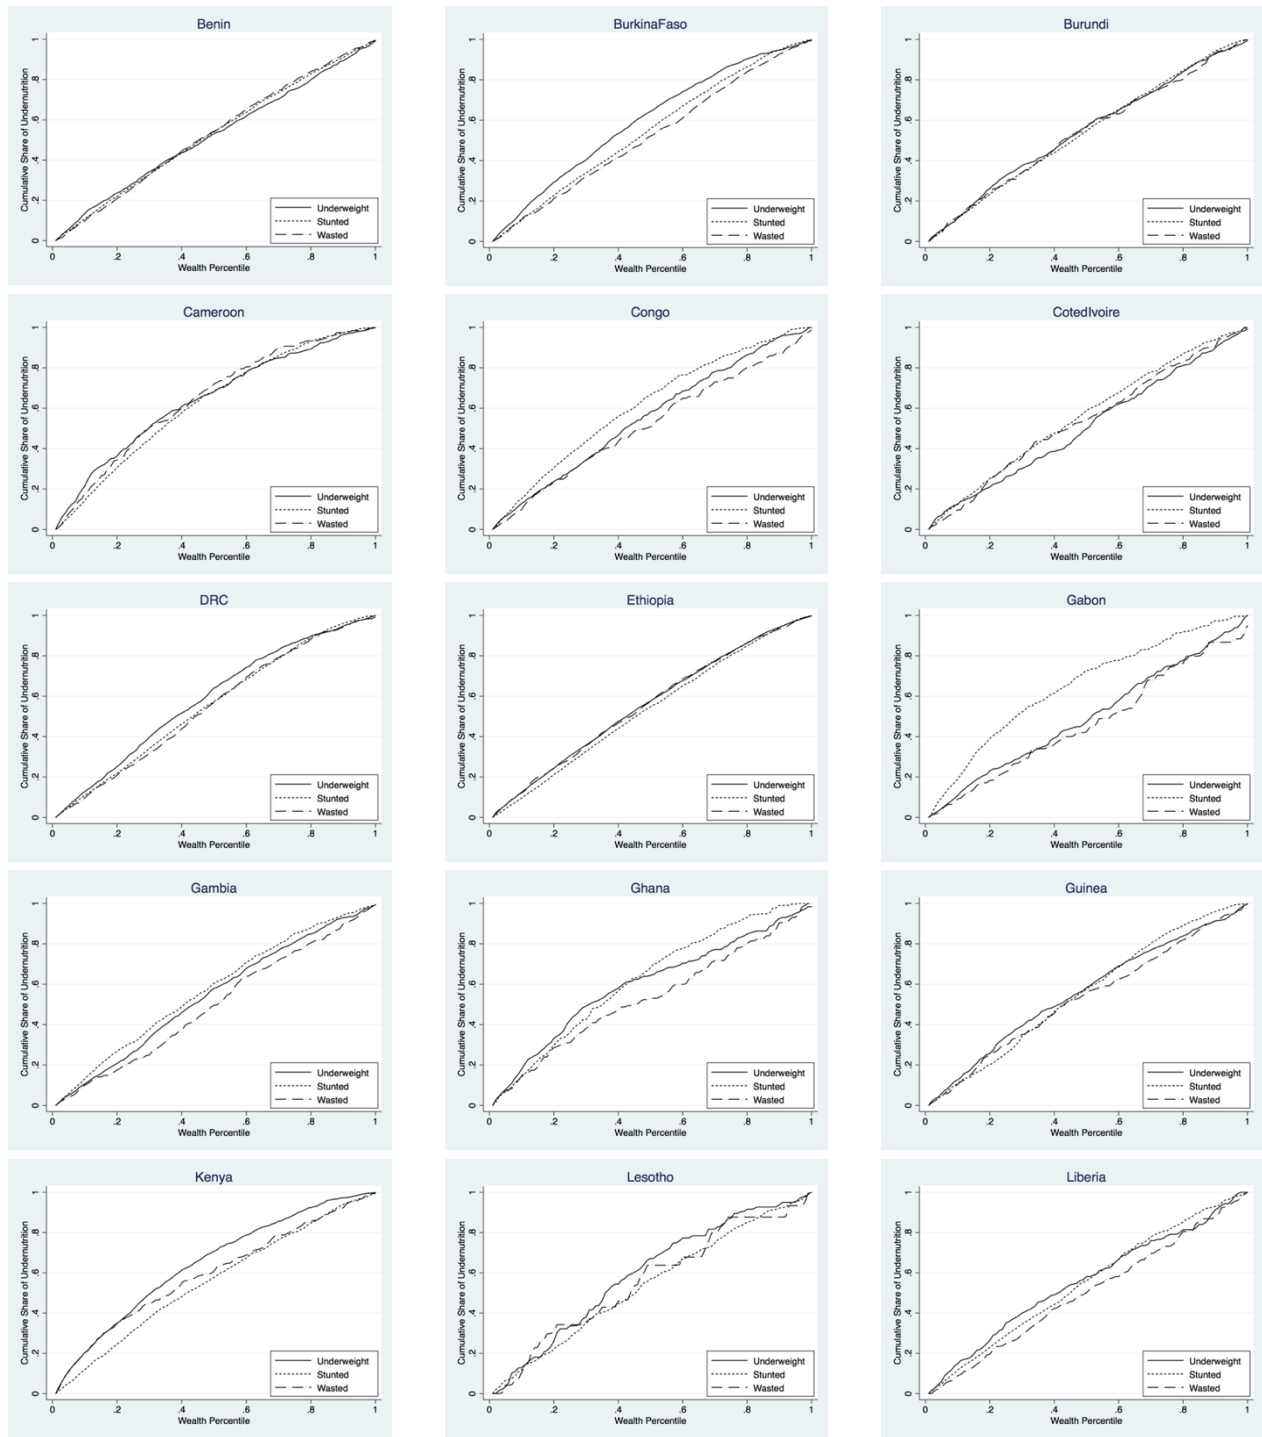 Benin
Cumulative Share of Undernutrition
0 .2 .4 .6 .8 1
Underweight
Stunted
Wasted
0 .2 .4 .6 .8 1
Wealth Percentile
BurkinaFaso
Cumulative Share of Undernutrition
0 .2 .4 .6 .8 1
Underweight
Stunted
Wasted
0 .2 .4 .6 .8 1
Wealth Percentile
Burundi
Cumulative Share of Undernutrition
0 .2 .4 .6 .8 1
Underweight
Stunted
Wasted
0 .2 .4 .6 .8 1
Wealth Percentile
Cameroon
Cumulative Share of Undernutrition
0 .2 .4 .6 .8 1
Underweight
Stunted
Wasted
0 .2 .4 .6 .8 1
Wealth Percentile
Congo
Cumulative Share of Undernutrition
0 .2 .4 .6 .8 1
Underweight
Stunted
Wasted
0 .2 .4 .6 .8 1
Wealth Percentile
CotedIvoire
Cumulative Share of Undernutrition
0 .2 .4 .6 .8 1
Underweight
Stunted
Wasted
0 .2 .4 .6 .8 1
Wealth Percentile
DRC
Cumulative Share of Undernutrition
0 .2 .4 .6 .8 1
Underweight
Stunted
Wasted
0 .2 .4 .6 .8 1
Wealth Percentile
Ethiopia
Cumulative Share of Undernutrition
0 .2 .4 .6 .8 1
Underweight
Stunted
Wasted
0 .2 .4 .6 .8 1
Wealth Percentile
Gabon
Cumulative Share of Undernutrition
0 .2 .4 .6 .8 1
Underweight
Stunted
Wasted
0 .2 .4 .6 .8 1
Wealth Percentile
Gambia
Cumulative Share of Undernutrition
0 .2 .4 .6 .8 1
Underweight
Stunted
Wasted
0 .2 .4 .6 .8 1
Wealth Percentile
Ghana
Cumulative Share of Undernutrition
0 .2 .4 .6 .8 1
Underweight
Stunted
Wasted
0 .2 .4 .6 .8 1
Wealth Percentile
Guinea
Cumulative Share of Undernutrition
0 .2 .4 .6 .8 1
Underweight
Stunted
Wasted
0 .2 .4 .6 .8 1
Wealth Percentile
Kenya
Cumulative Share of Undernutrition
0 .2 .4 .6 .8 1
Underweight
Stunted
Wasted
0 .2 .4 .6 .8 1
Wealth Percentile
Lesotho
Cumulative Share of Undernutrition
0 .2 .4 .6 .8 1
Underweight
Stunted
Wasted
0 .2 .4 .6 .8 1
Wealth Percentile
Liberia
Cumulative Share of Undernutrition
0 .2 .4 .6 .8 1
Underweight
Stunted
Wasted
0 .2 .4 .6 .8 1
Wealth Percentile